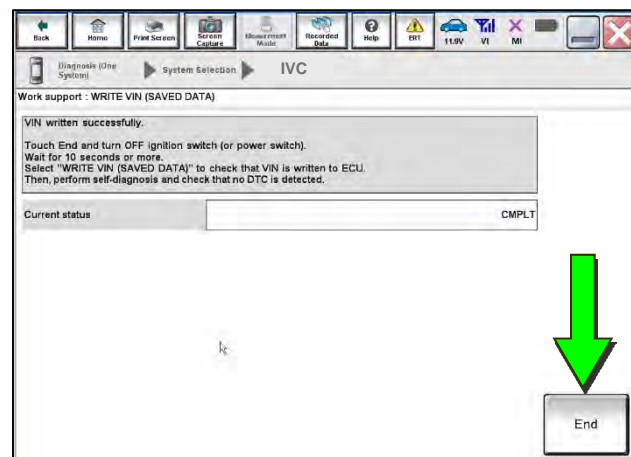 Back
Home
Print Screen
Screen Capture
Measurement Mode
Recorded Data
Help
ERT
11.9V
VI
MI
Diagnosis (One System)
System Selection
IVC
Work support : WRITE VIN (SAVED DATA)
VIN written successfully.
Touch End and turn OFF ignition switch (or power switch).
Wait for 10 seconds or more.
Select "WRITE VIN (SAVED DATA)" to check that VIN is written to ECU.
Then, perform self-diagnosis and check that no DTC is detected.
Current status
CMPLT
End